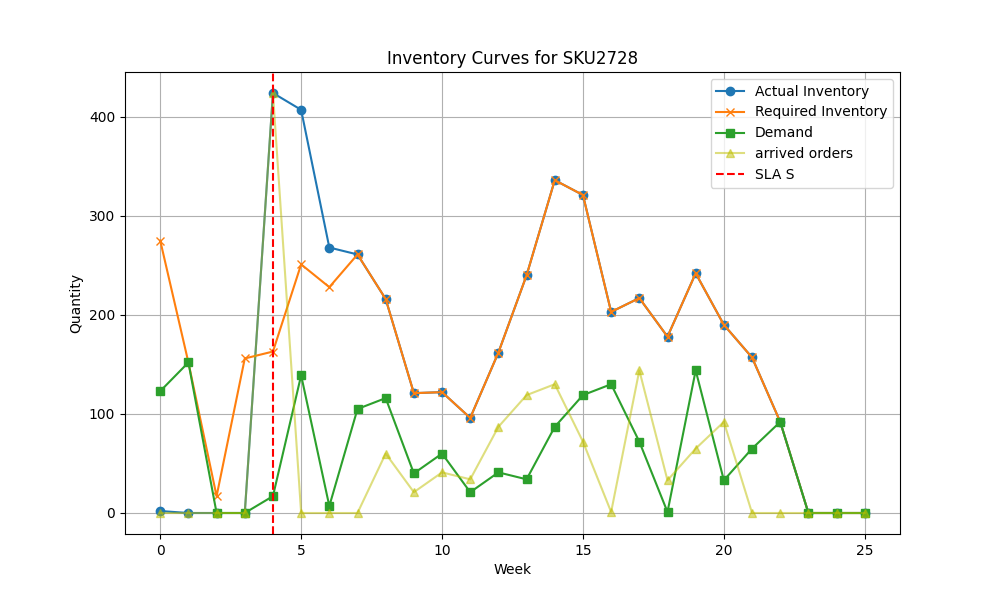 Inventory Curves for SKU2728
Actual Inventory
Required Inventory
Demand
arrived orders
SLA S
Quantity
400
300
200
100
0
0 5 10 15 20 25
Week